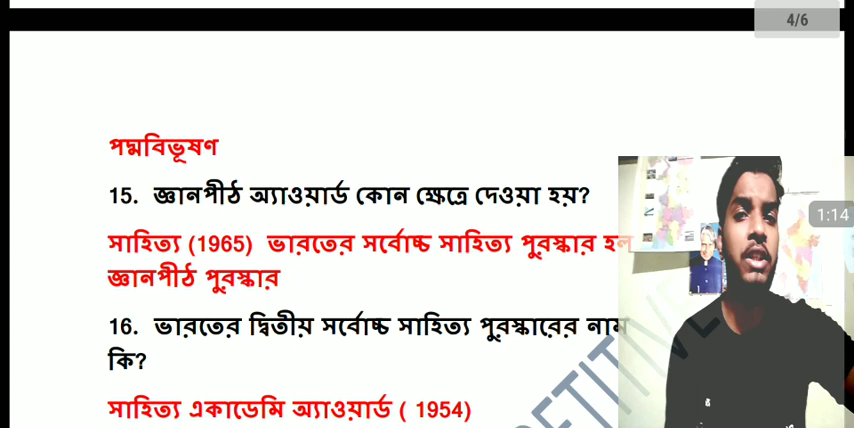 4/6
পদ্মবিভূষণ
15. জ্ঞানপীঠ অ্যাওয়ার্ড কোন ক্ষেত্রে দেওয়া হয়?
1:14
সাহিত্য (1965) ভারতের সর্বোচ্চ সাহিত্য পুরস্কার হল
জ্ঞানপীঠ পুরস্কার
16. ভারতের দ্বিতীয় সর্বোচ্চ সাহিত্য পুরস্কারের নাম
কি?
সাহিত্য একাডেমি অ্যাওয়ার্ড ( 1954)